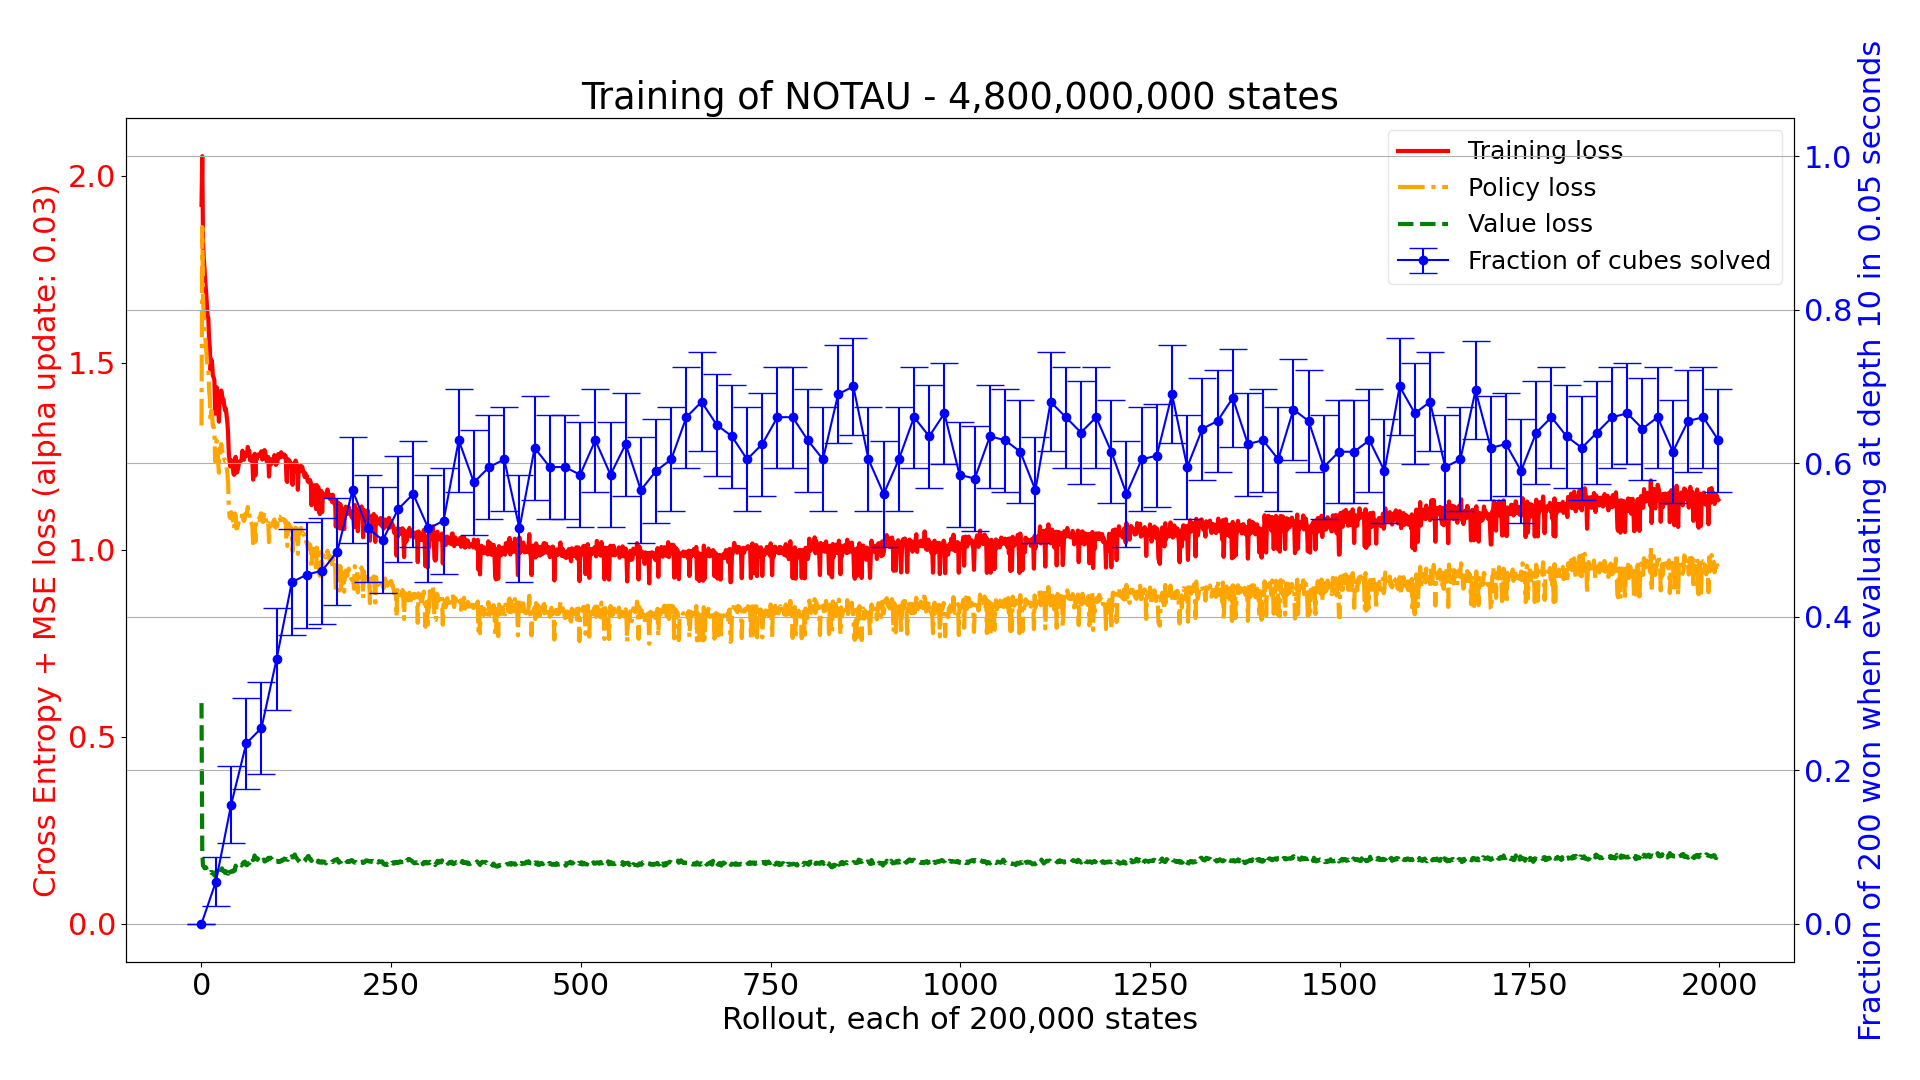 Training of NOTAU - 4,800,000,000 states
Cross Entropy + MSE loss (alpha update: 0.03)
2.0
1.5
1.0
0.5
0.0
Training loss
Policy loss
Value loss
Fraction of cubes solved
1.0
0.8
0.6
0.4
0.2
0.0
Fraction of 200 won when evaluating at depth 10 in 0.05 seconds
0 250 500 750 1000 1250 1500 1750 2000
Rollout, each of 200,000 states